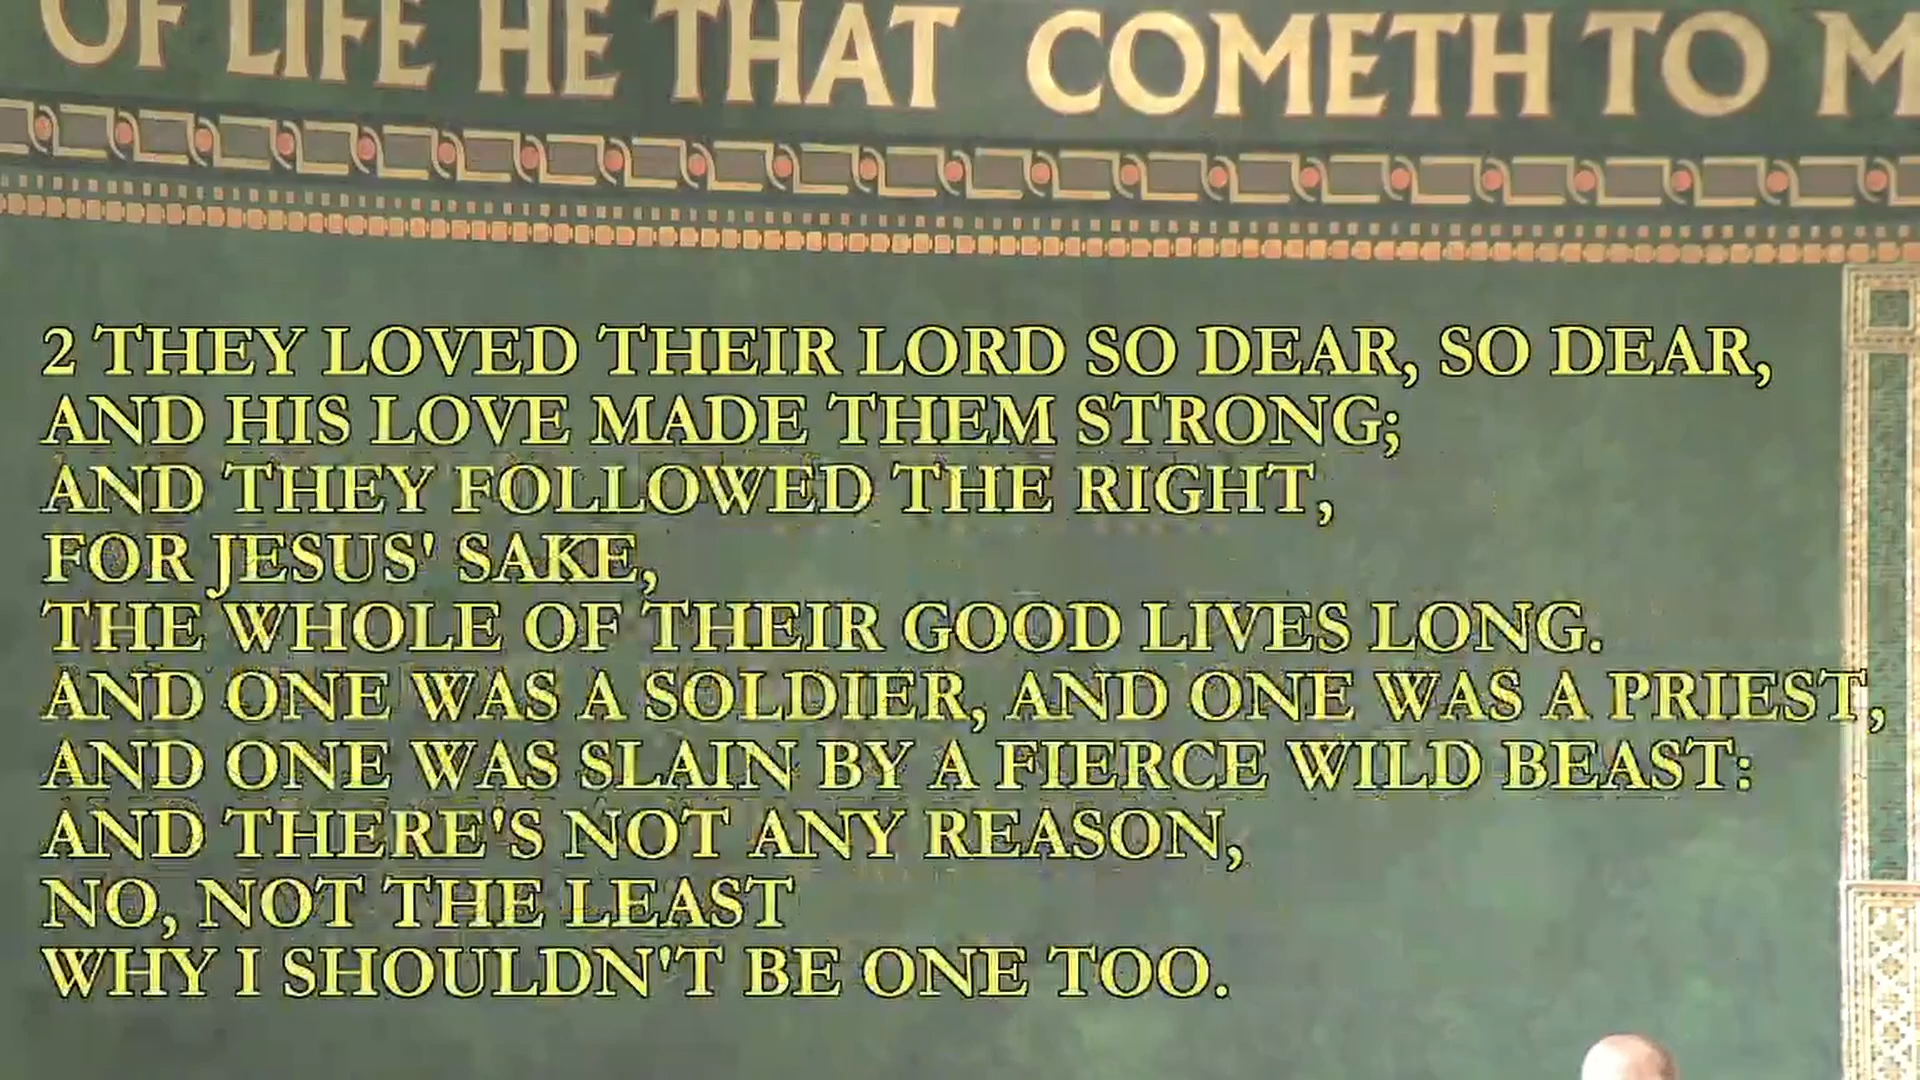 OF LIFE HE THAT COMETH TO M
2 THEY LOVED THEIR LORD SO DEAR, SO DEAR,
AND HIS LOVE MADE THEM STRONG;
AND THEY FOLLOWED THE RIGHT,
FOR JESUS' SAKE,
THE WHOLE OF THEIR GOOD LIVES LONG.
AND ONE WAS A SOLDIER, AND ONE WAS A PRIEST,
AND ONE WAS SLAIN BY A FIERCE WILD BEAST:
AND THERE'S NOT ANY REASON,
NO, NOT THE LEAST
WHY I SHOULDN'T BE ONE TOO.